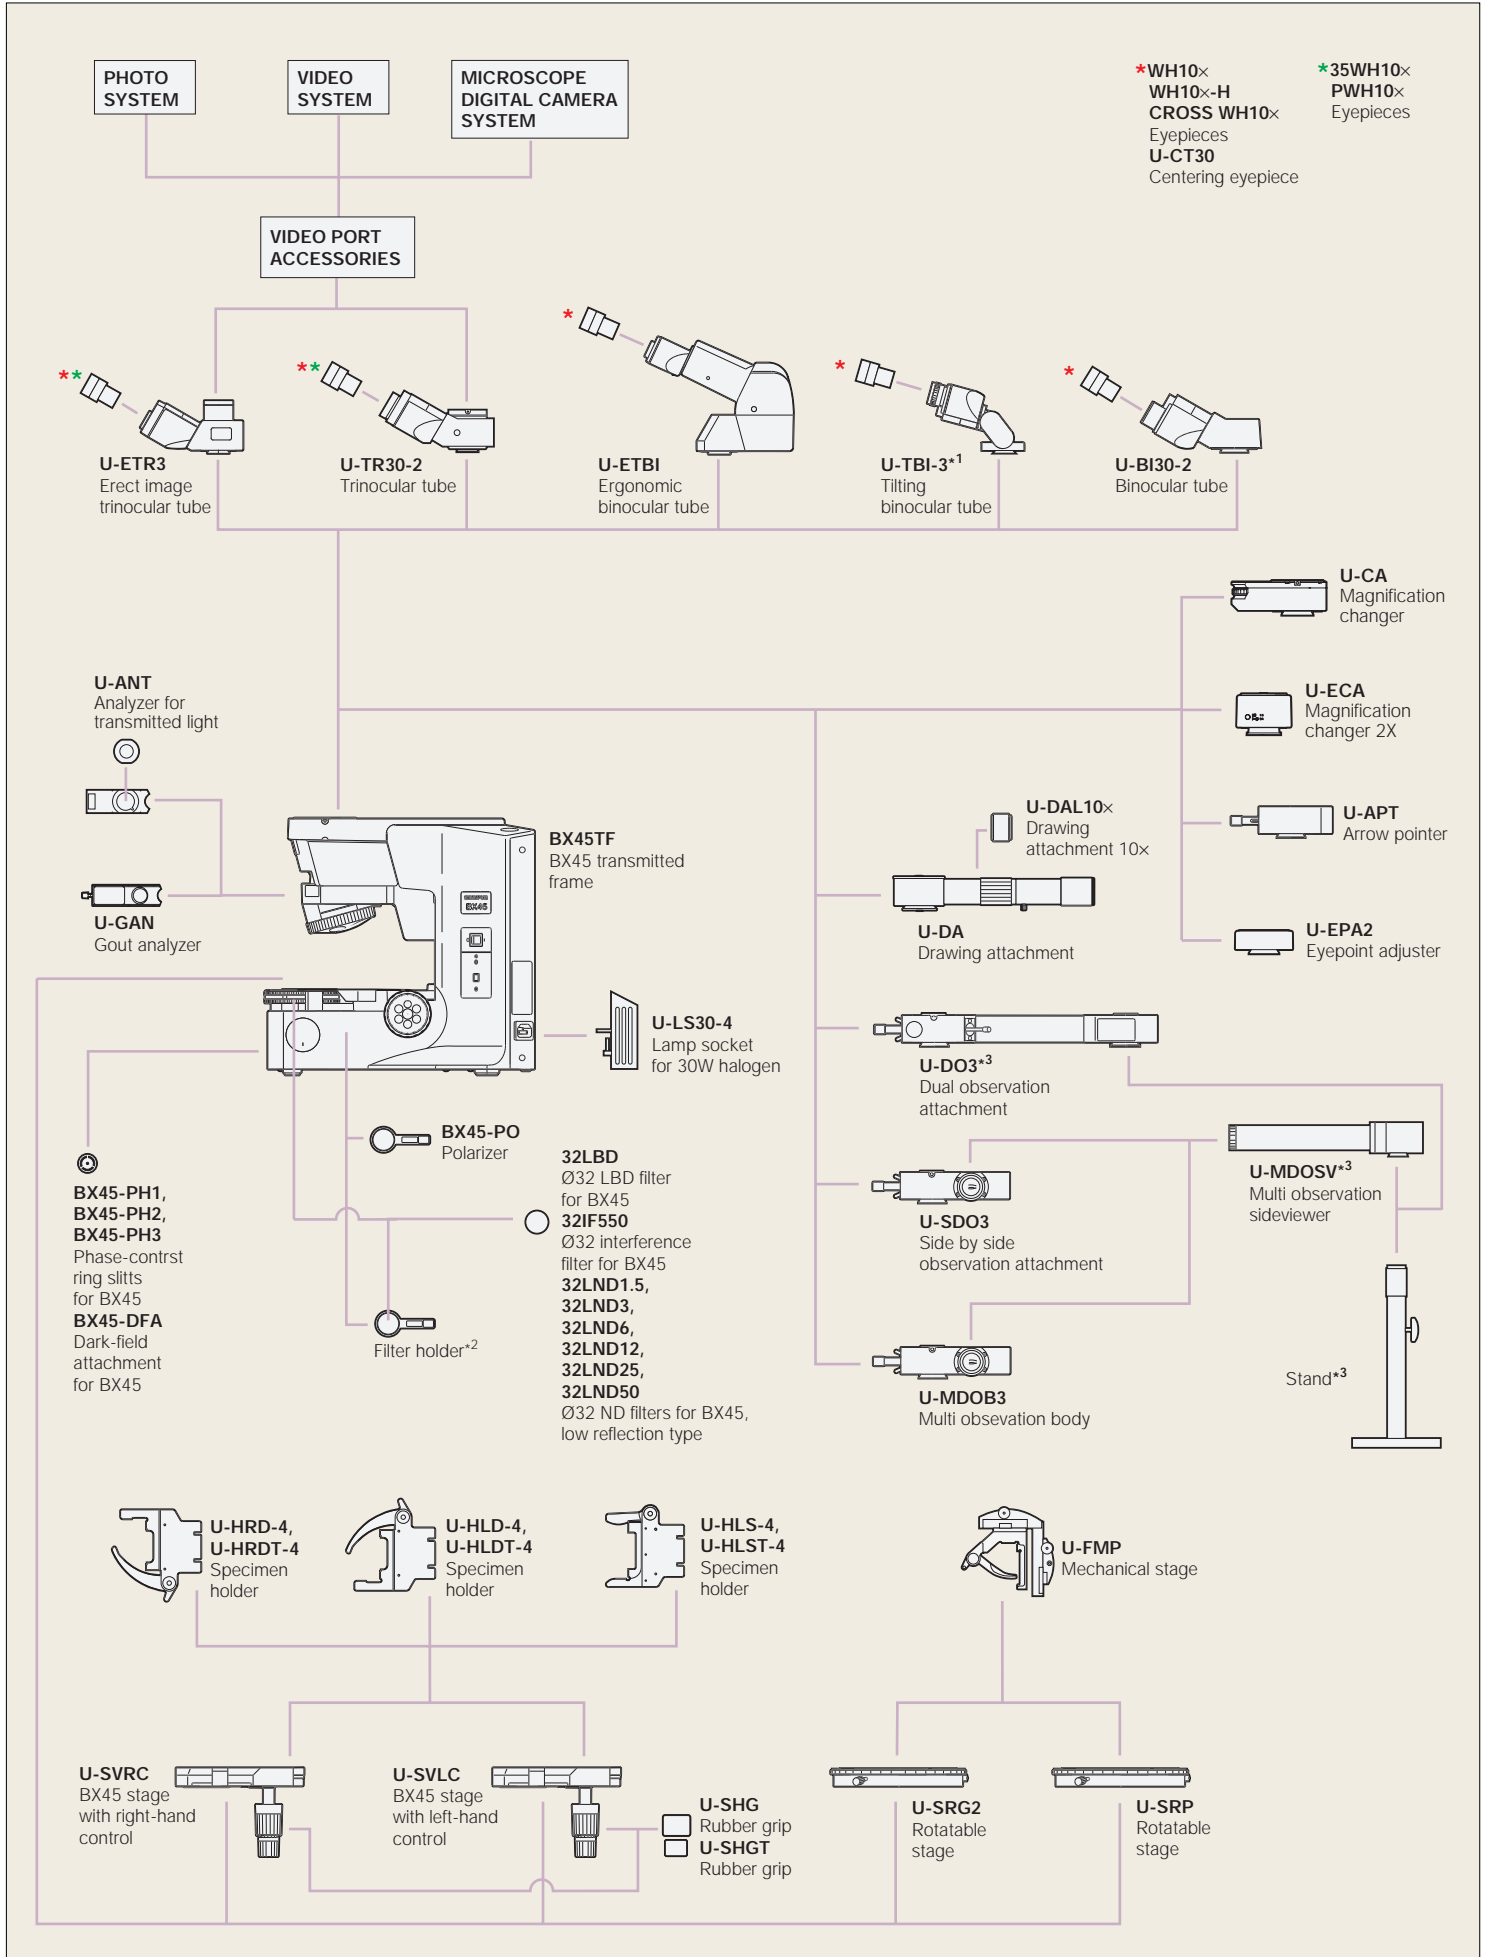 PHOTO
SYSTEM
VIDEO
SYSTEM
MICROSCOPE
DIGITAL CAMERA
SYSTEM
*WH10×
WH10×-H
CROSS WH10×
Eyepieces
U-CT30
Centering eyepiece
*35WH10×
PWH10×
Eyepieces
VIDEO PORT
ACCESSORIES
**
**
*
*
*
U-ETR3
Erect image
trinocular tube
U-TR30-2
Trinocular tube
U-ETBI
Ergonomic
binocular tube
U-TBI-3*1
Tilting
binocular tube
U-BI30-2
Binocular tube
U-CA
Magnification
changer
U-ANT
Analyzer for
transmitted light
U-ECA
Magnification
changer 2X
U-DAL10×
Drawing
attachment 10×
U-APT
Arrow pointer
BX45TF
BX45 transmitted
frame
BX45
U-GAN
Gout analyzer
U-DA
Drawing attachment
U-EPA2
Eyepoint adjuster
U-LS30-4
Lamp socket
for 30W halogen
U-DO3*3
Dual observation
attachment
BX45-PO
Polarizer
BX45-PH1,
BX45-PH2,
BX45-PH3
Phase-contrst
ring slitts
for BX45
BX45-DFA
Dark-field
attachment
for BX45
32LBD
Ø32 LBD filter
for BX45
32IF550
Ø32 interference
filter for BX45
32LND1.5,
32LND3,
32LND6,
32LND12,
32LND25,
32LND50
Ø32 ND filters for BX45,
low reflection type
Filter holder*2
U-MDOSV*3
Multi observation
sideviewer
U-SDO3
Side by side
observation attachment
U-MDOB3
Multi obsevation body
Stand*3
U-HRD-4,
U-HRDT-4
Specimen
holder
U-HLD-4,
U-HLDT-4
Specimen
holder
U-HLS-4,
U-HLST-4
Specimen
holder
U-FMP
Mechanical stage
U-SVRC
BX45 stage
with right-hand
control
U-SVLC
BX45 stage
with left-hand
control
U-SHG
Rubber grip
U-SHGT
Rubber grip
U-SRG2
Rotatable
stage
U-SRP
Rotatable
stage